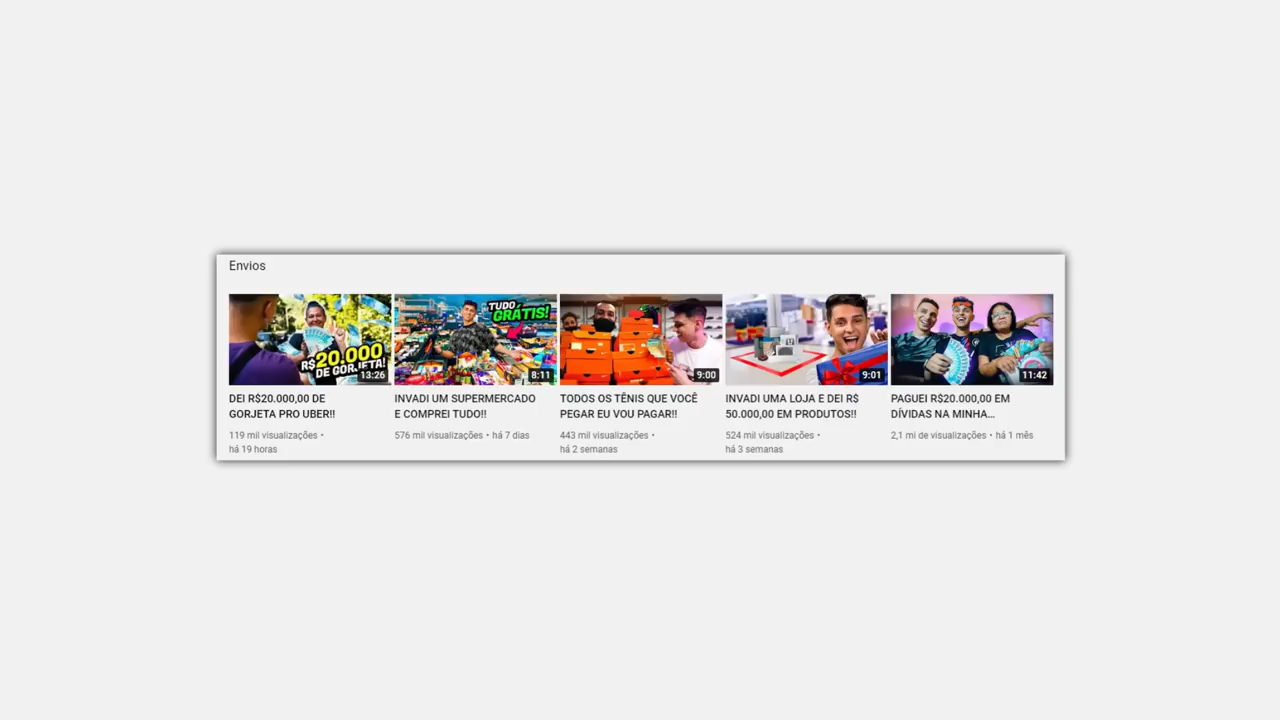 Envios
TUDO
GRÁTIS!
R$20.000
DE GORJETA!
13:26
8:11
9:00
9:01
11:42
DEI R$20.000,00 DE
GORJETA PRO UBER!!
119 mil visualizações •
há 19 horas
INVADI UM SUPERMERCADO
E COMPREI TUDO!!
576 mil visualizações • há 7 dias
TODOS OS TÊNIS QUE VOCÊ
PEGAR EU VOU PAGAR!!
443 mil visualizações •
há 2 semanas
INVADI UMA LOJA E DEI R$
50.000,00 EM PRODUTOS!!
524 mil visualizações •
há 3 semanas
PAGUEI R$20.000,00 EM
DÍVIDAS NA MINHA...
2,1 mi de visualizações • há 1 mês